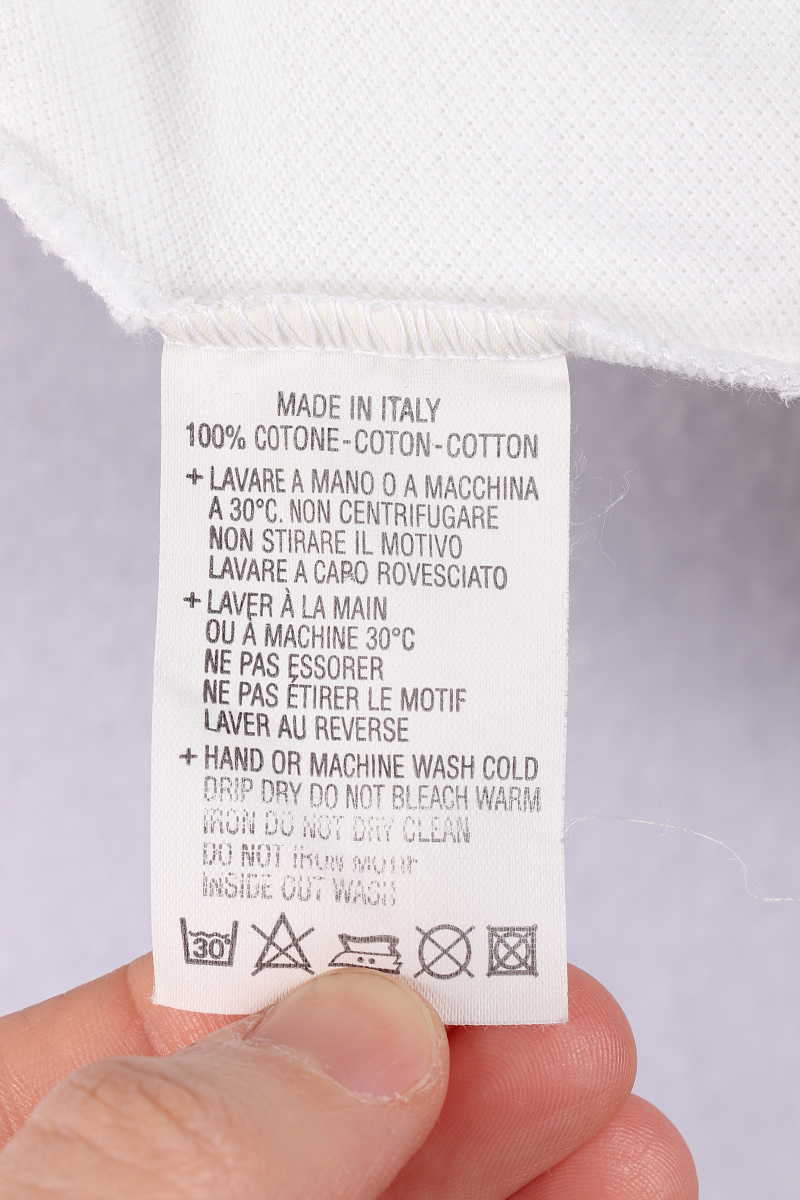 MADE IN ITALY
100% COTONE-COTON-COTTON
+ LAVARE A MANO O A MACCHINA
A 30°C. NON CENTRIFUGARE
NON STIRARE IL MOTIVO
LAVARE A CAPO ROVESCIATO
+ LAVER À LA MAIN
OU À MACHINE 30°C
NE PAS ESSORER
NE PAS ÉTIRER LE MOTIF
LAVER AU REVERSE
+ HAND OR MACHINE WASH COLD
DRIP DRY DO NOT BLEACH WARM
IRON DO NOT DRY CLEAN
DO NOT IRON MOTIF
INSIDE OUT WASH
30°